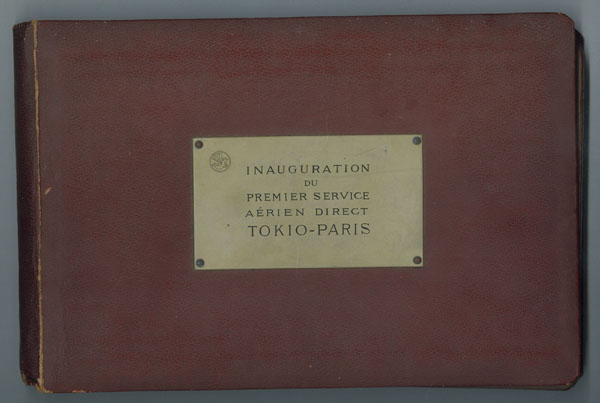 INAUGURATION
DU
PREMIER SERVICE
AÉRIEN DIRECT
TOKIO-PARIS